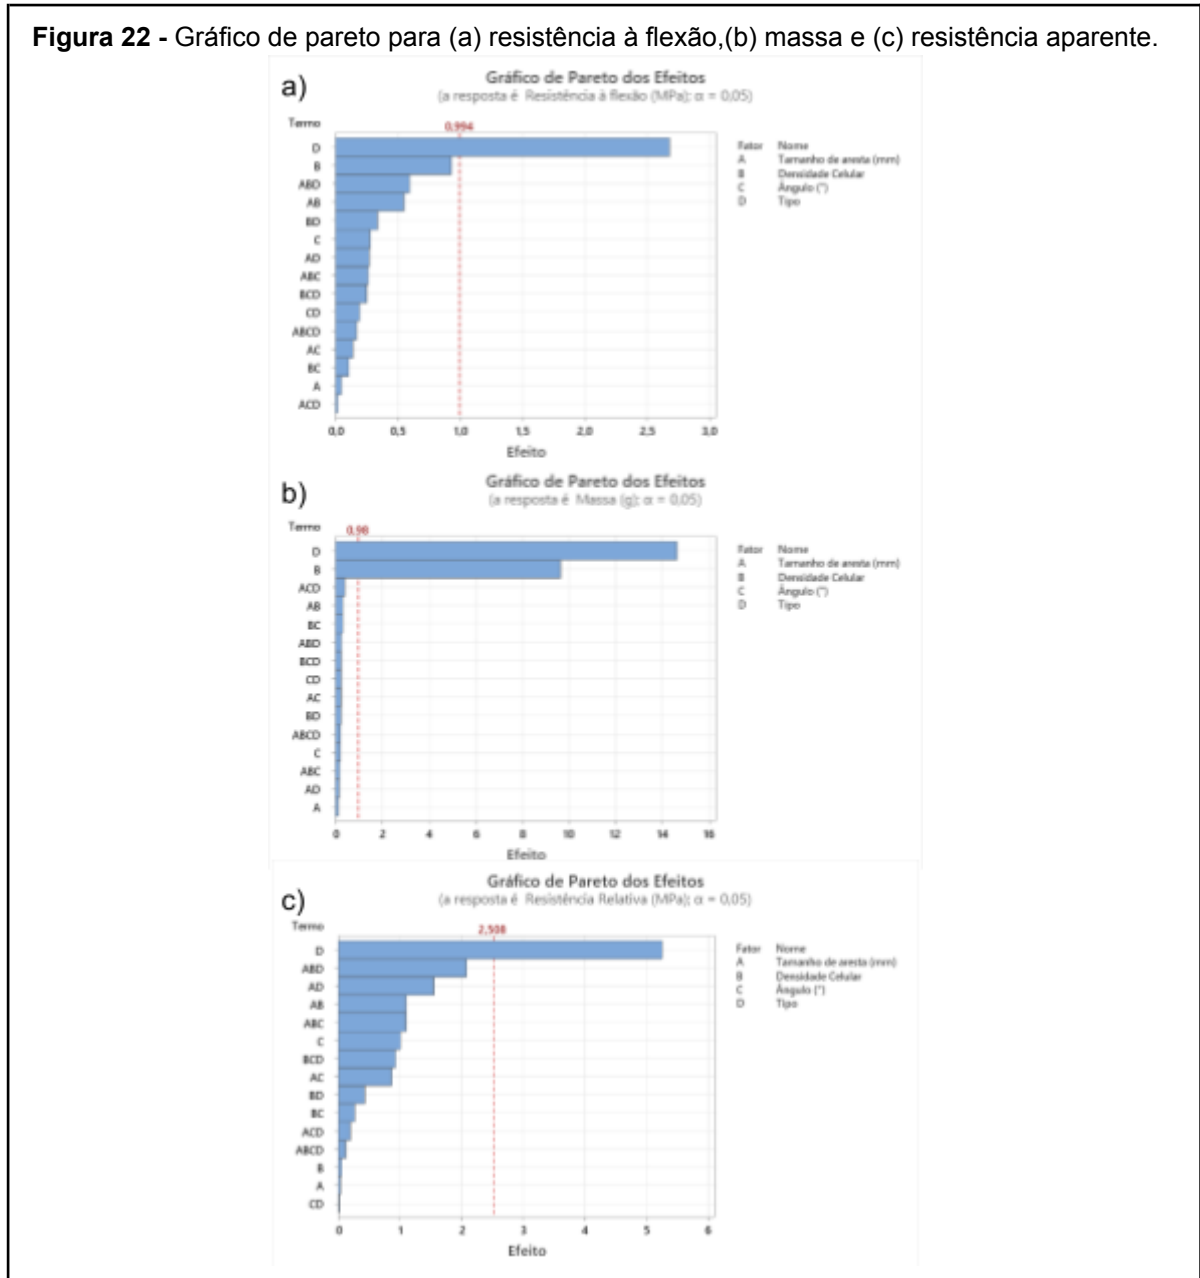 Figura 22 - Gráfico de pareto para (a) resistência à flexão,(b) massa e (c) resistência aparente.
a)
Gráfico de Pareto dos Efeitos
(a resposta é Resistência à flexão (MPa); α = 0,05)
Termo
0,994
D
B
ABD
AB
BD
C
AD
ABC
BCD
CD
ABCD
AC
BC
A
ACD
0,0 0,5 1,0 1,5 2,0 2,5 3,0
Efeito
Fator Nome
A Tamanho de aresta (mm)
B Densidade Celular
C Ângulo (°)
D Tipo
b)
Gráfico de Pareto dos Efeitos
(a resposta é Massa (g); α = 0,05)
Termo
0,98
D
B
ACD
AB
BC
ABD
BCD
CD
AC
BD
ABCD
C
ABC
AD
A
0 2 4 6 8 10 12 14 16
Efeito
Fator Nome
A Tamanho de aresta (mm)
B Densidade Celular
C Ângulo (°)
D Tipo
c)
Gráfico de Pareto dos Efeitos
(a resposta é Resistência Relativa (MPa); α = 0,05)
Termo
2,508
D
ABD
AD
AB
ABC
C
BCD
AC
BD
BC
ACD
ABCD
B
A
CD
0 1 2 3 4 5 6
Efeito
Fator Nome
A Tamanho de aresta (mm)
B Densidade Celular
C Ângulo (°)
D Tipo